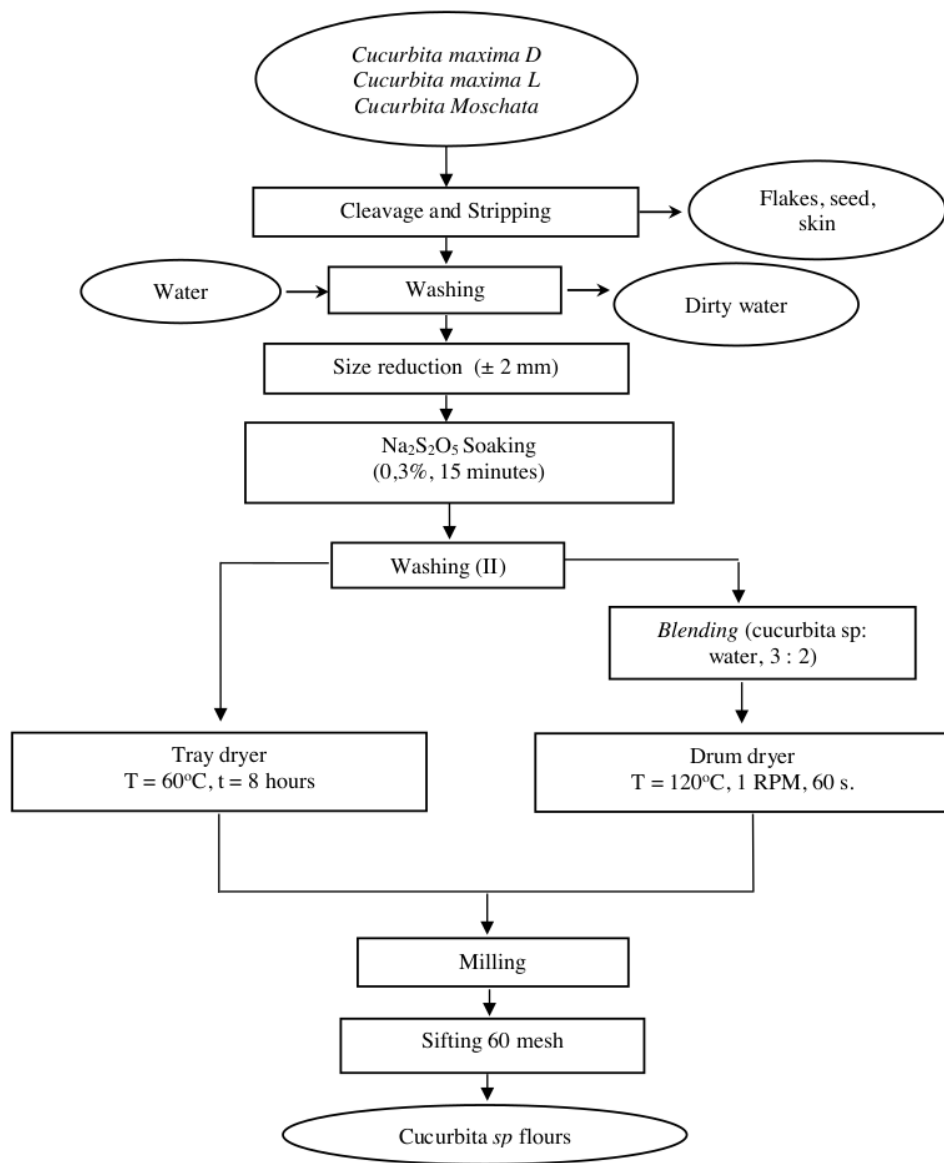 Cucurbita maxima D
Cucurbita maxima L
Cucurbita Moschata
Cleavage and Stripping
Flakes, seed,
skin
Water
Washing
Dirty water
Size reduction (± 2 mm)
Na₂S₂O₅ Soaking
(0,3%, 15 minutes)
Washing (II)
Blending (cucurbita sp:
water, 3 : 2)
Tray dryer
T = 60°C, t = 8 hours
Drum dryer
T = 120°C, 1 RPM, 60 s.
Milling
Sifting 60 mesh
Cucurbita sp flours